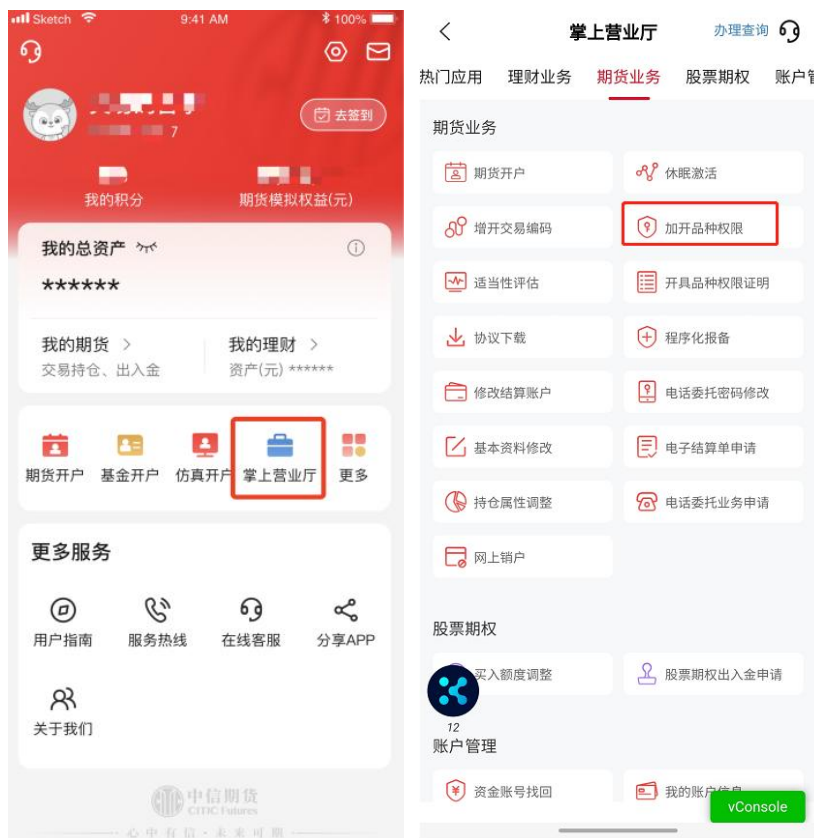 Sketch 9:41 AM 100%
7
去签到
我的积分 期货模拟权益(元)
我的总资产
******
我的期货 > 我的理财 >
交易持仓、出入金 资产(元) ******
期货开户 基金开户 仿真开户 掌上营业厅 更多
更多服务
用户指南 服务热线 在线客服 分享APP
关于我们
中信期货
CITIC Futures
心中有信·未来可期
掌上营业厅 办理查询
热门应用 理财业务 期货业务 股票期权 账户
期货业务
期货开户 休眠激活
增开交易编码 加开品种权限
适当性评估 开具品种权限证明
协议下载 程序化报备
修改结算账户 电话委托密码修改
基本资料修改 电子结算单申请
持仓属性调整 电话委托业务申请
网上销户
股票期权
买入额度调整 股票期权出入金申请
12
账户管理
资金账号找回 我的账户信息
vConsole